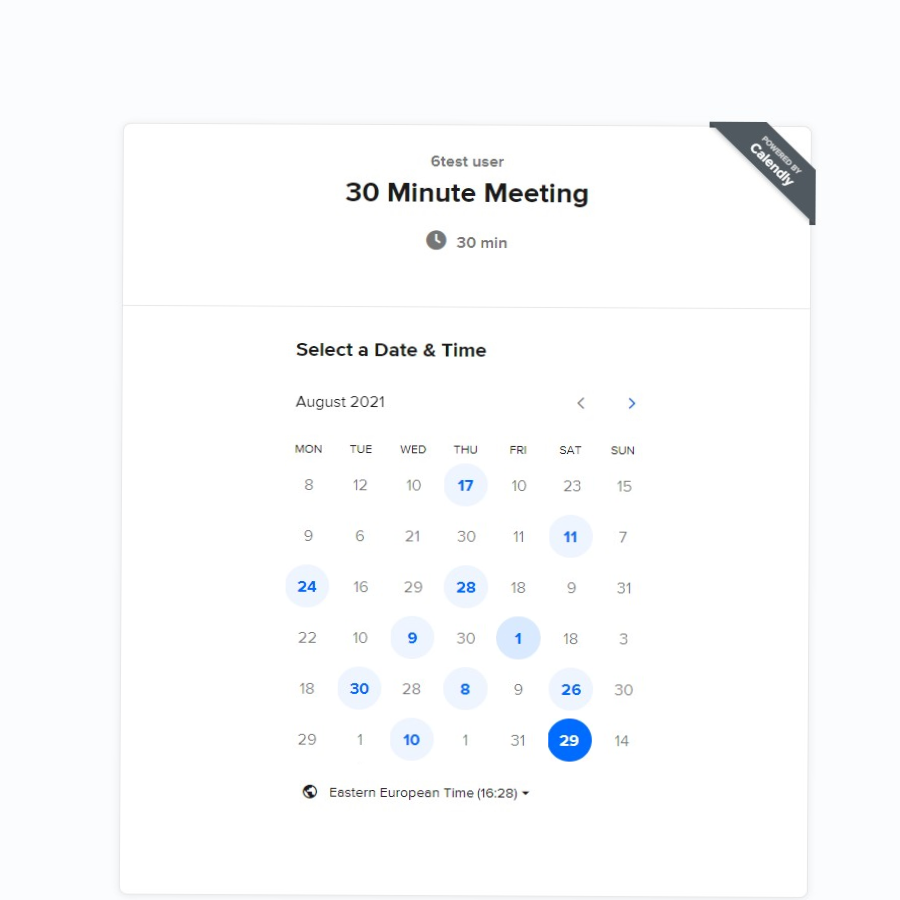 POWERED BY
Calendly
6test user
30 Minute Meeting
30 min
Select a Date & Time
August 2021
MON TUE WED THU FRI SAT SUN
8 12 10 17 10 23 15
9 6 21 30 11 11 7
24 16 29 28 18 9 31
22 10 9 30 1 18 3
18 30 28 8 9 26 30
29 1 10 1 31 29 14
Eastern European Time (16:28)